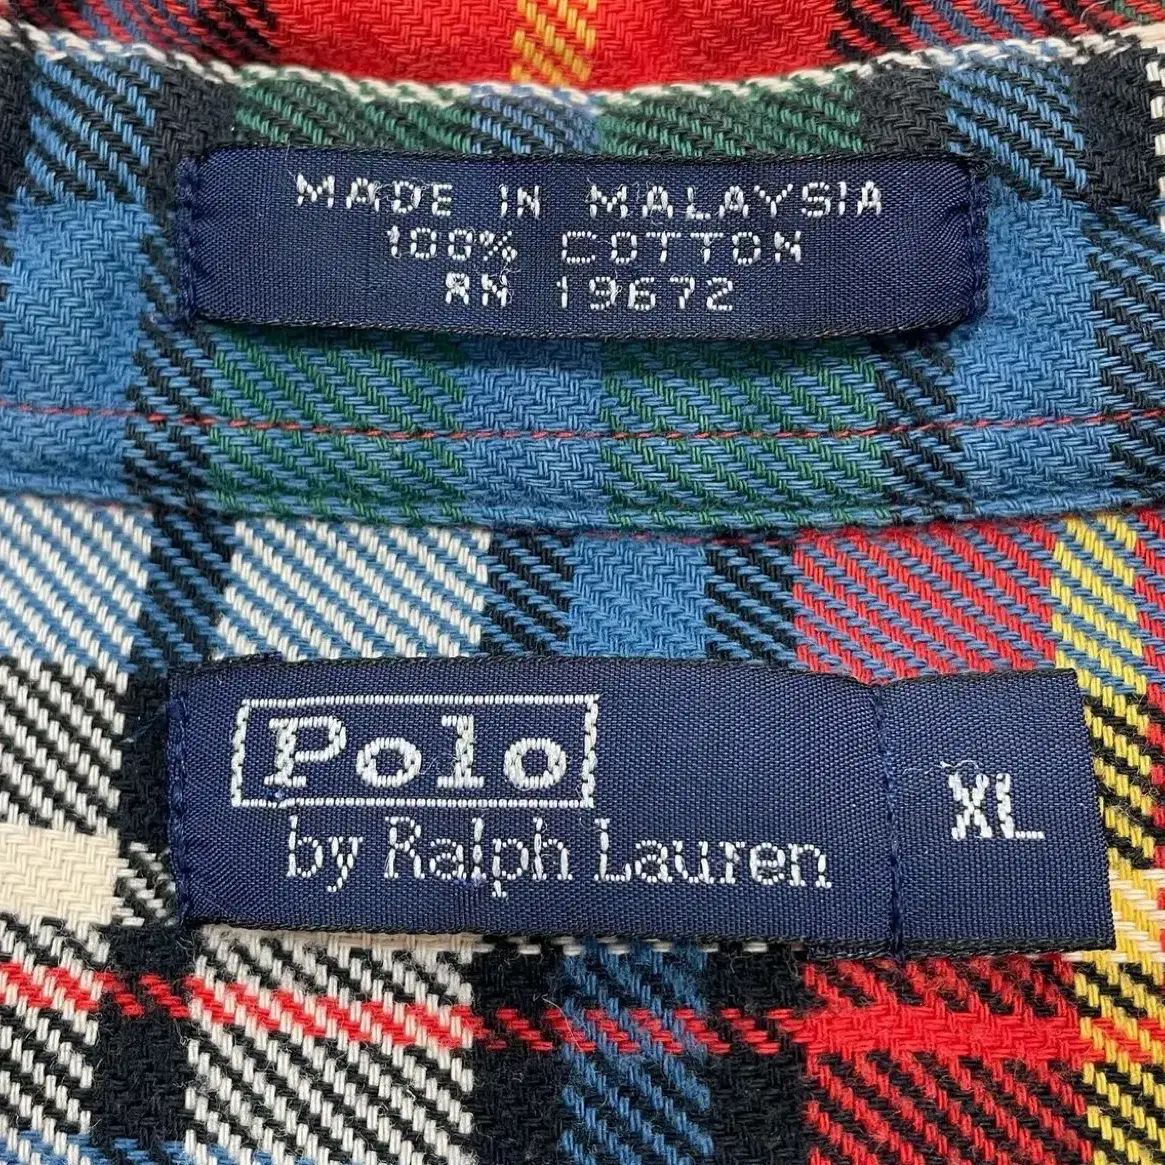 MADE IN MALAYSIA
100% COTTON
RN 19672
Polo
by Ralph Lauren
XL